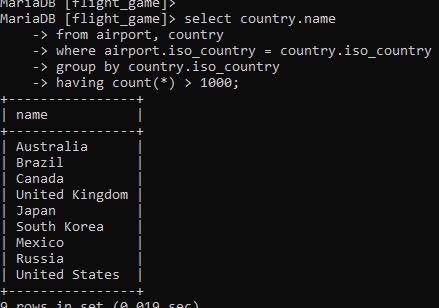 MariaDB [flight_game]>
MariaDB [flight_game]> select country.name
    -> from airport, country
    -> where airport.iso_country = country.iso_country
    -> group by country.iso_country
    -> having count(*) > 1000;
+----------------+
| name           |
+----------------+
| Australia      |
| Brazil         |
| Canada         |
| United Kingdom |
| Japan          |
| South Korea    |
| Mexico         |
| Russia         |
| United States  |
+----------------+
9 rows in set (0.019 sec)